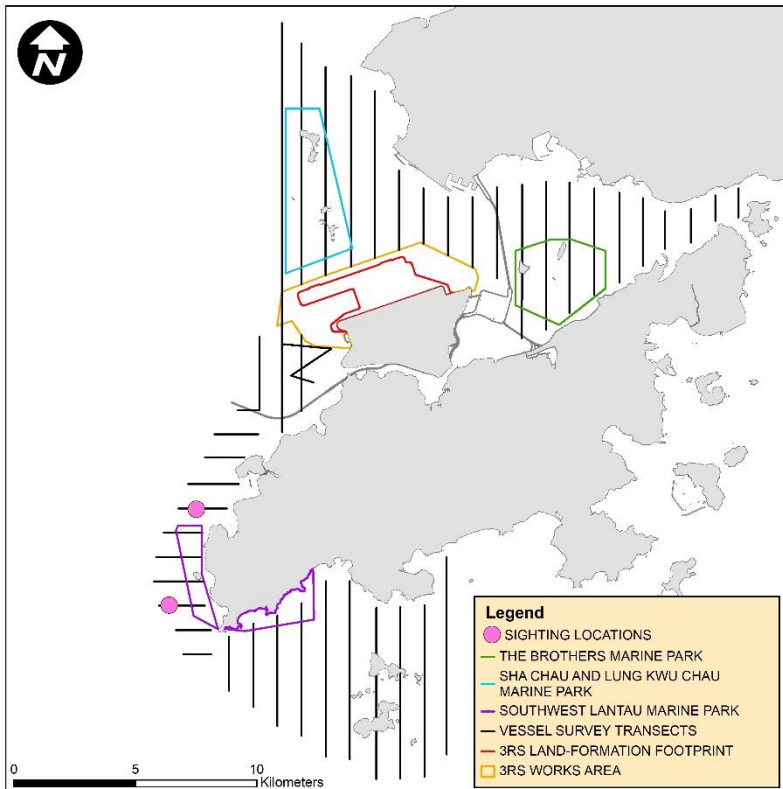 N
Legend
SIGHTING LOCATIONS
THE BROTHERS MARINE PARK
SHA CHAU AND LUNG KWU CHAU
MARINE PARK
SOUTHWEST LANTAU MARINE PARK
VESSEL SURVEY TRANSECTS
3RS LAND-FORMATION FOOTPRINT
3RS WORKS AREA
0 5 10
Kilometers